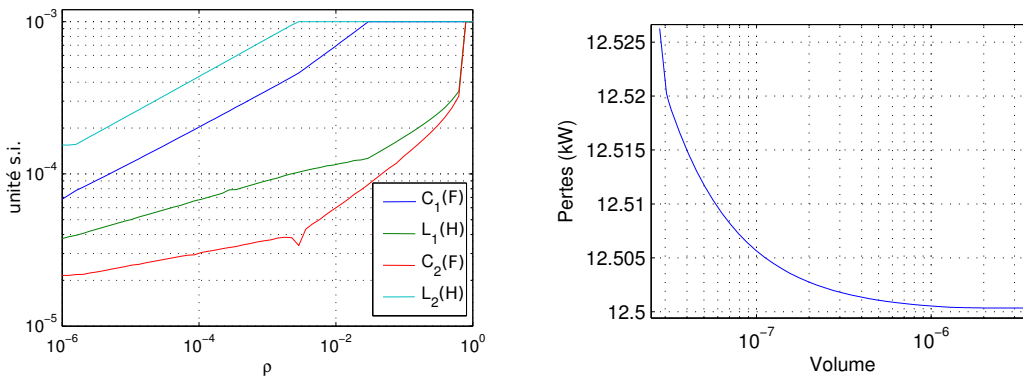 10^-3
10^-4
10^-5
unité s.i.
10^-6
10^-4
10^-2
10^0
ρ
C_1(F)
L_1(H)
C_2(F)
L_2(H)
12.525
12.52
12.515
12.51
12.505
12.5
Pertes (kW)
10^-7
10^-6
Volume